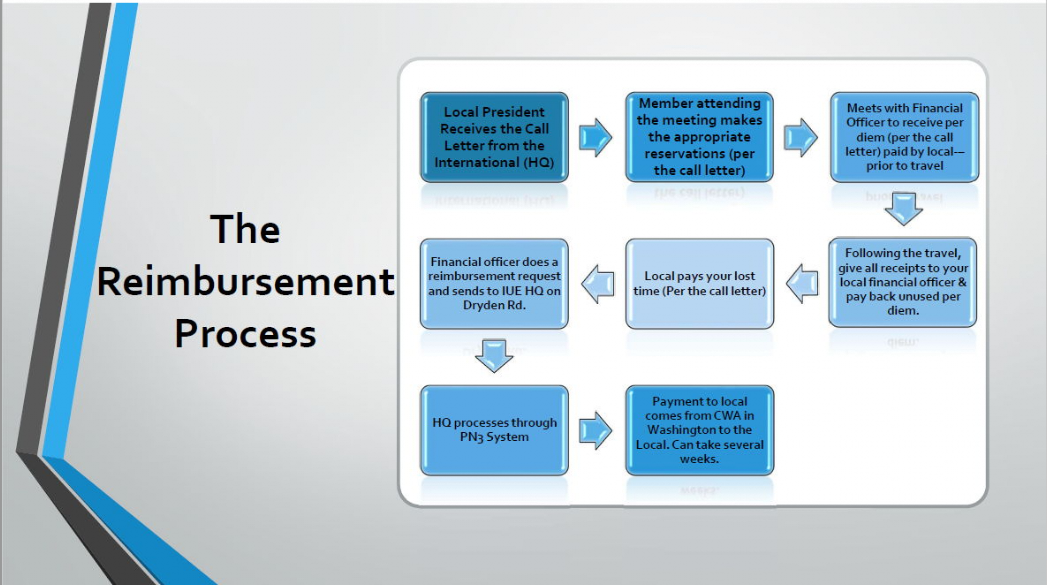 The
Reimbursement
Process
Local President
Receives the Call
Letter from the
International (HQ)
Member attending
the meeting makes
the appropriate
reservations (per
the call letter)
Meets with Financial
Officer to receive per
diem (per the call
letter) paid by local—
prior to travel
Following the travel,
give all receipts to your
local financial officer &
pay back unused per
diem.
Local pays your lost
time (Per the call letter)
Financial officer does a
reimbursement request
and sends to IUE HQ on
Dryden Rd.
HQ processes through
PN3 System
Payment to local
comes from CWA in
Washington to the
Local. Can take several
weeks.